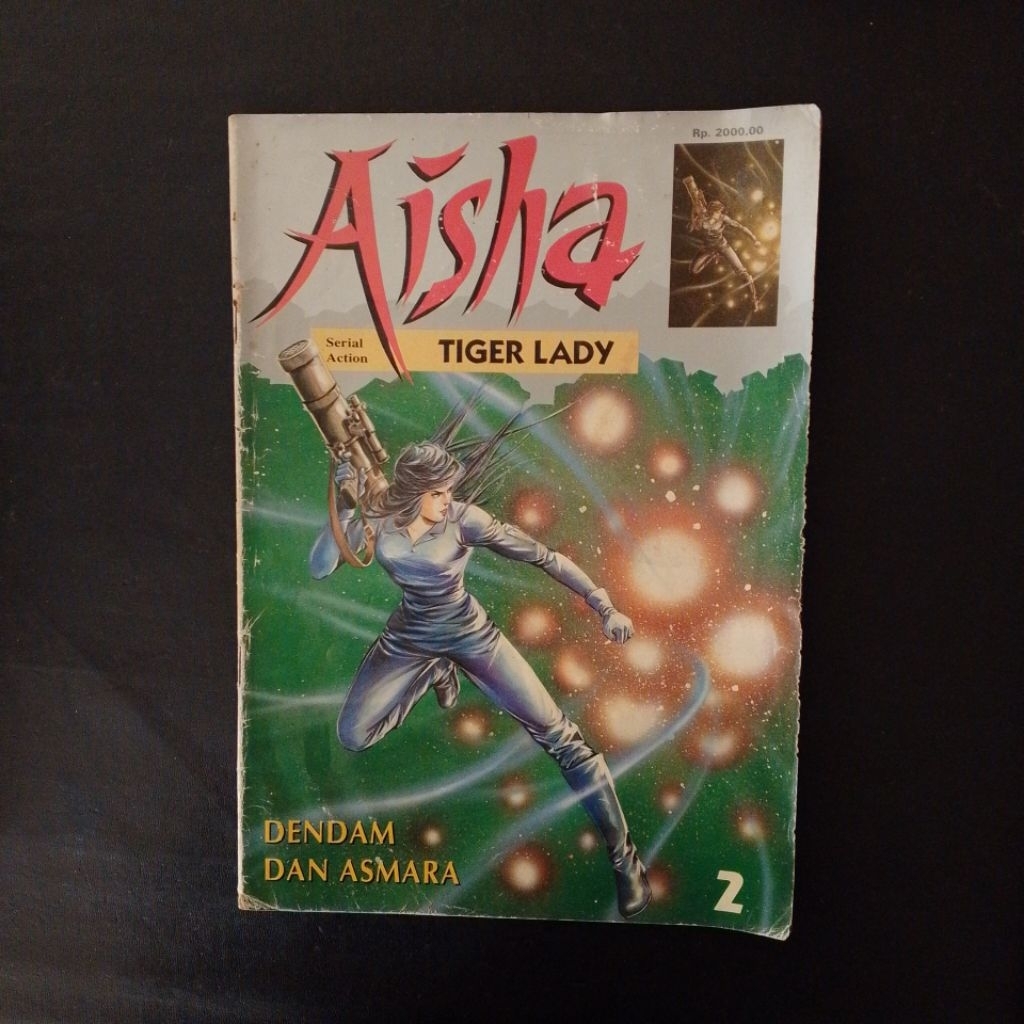 Rp. 2000.00
Aisha
Serial
Action
TIGER LADY
DENDAM
DAN ASMARA
2